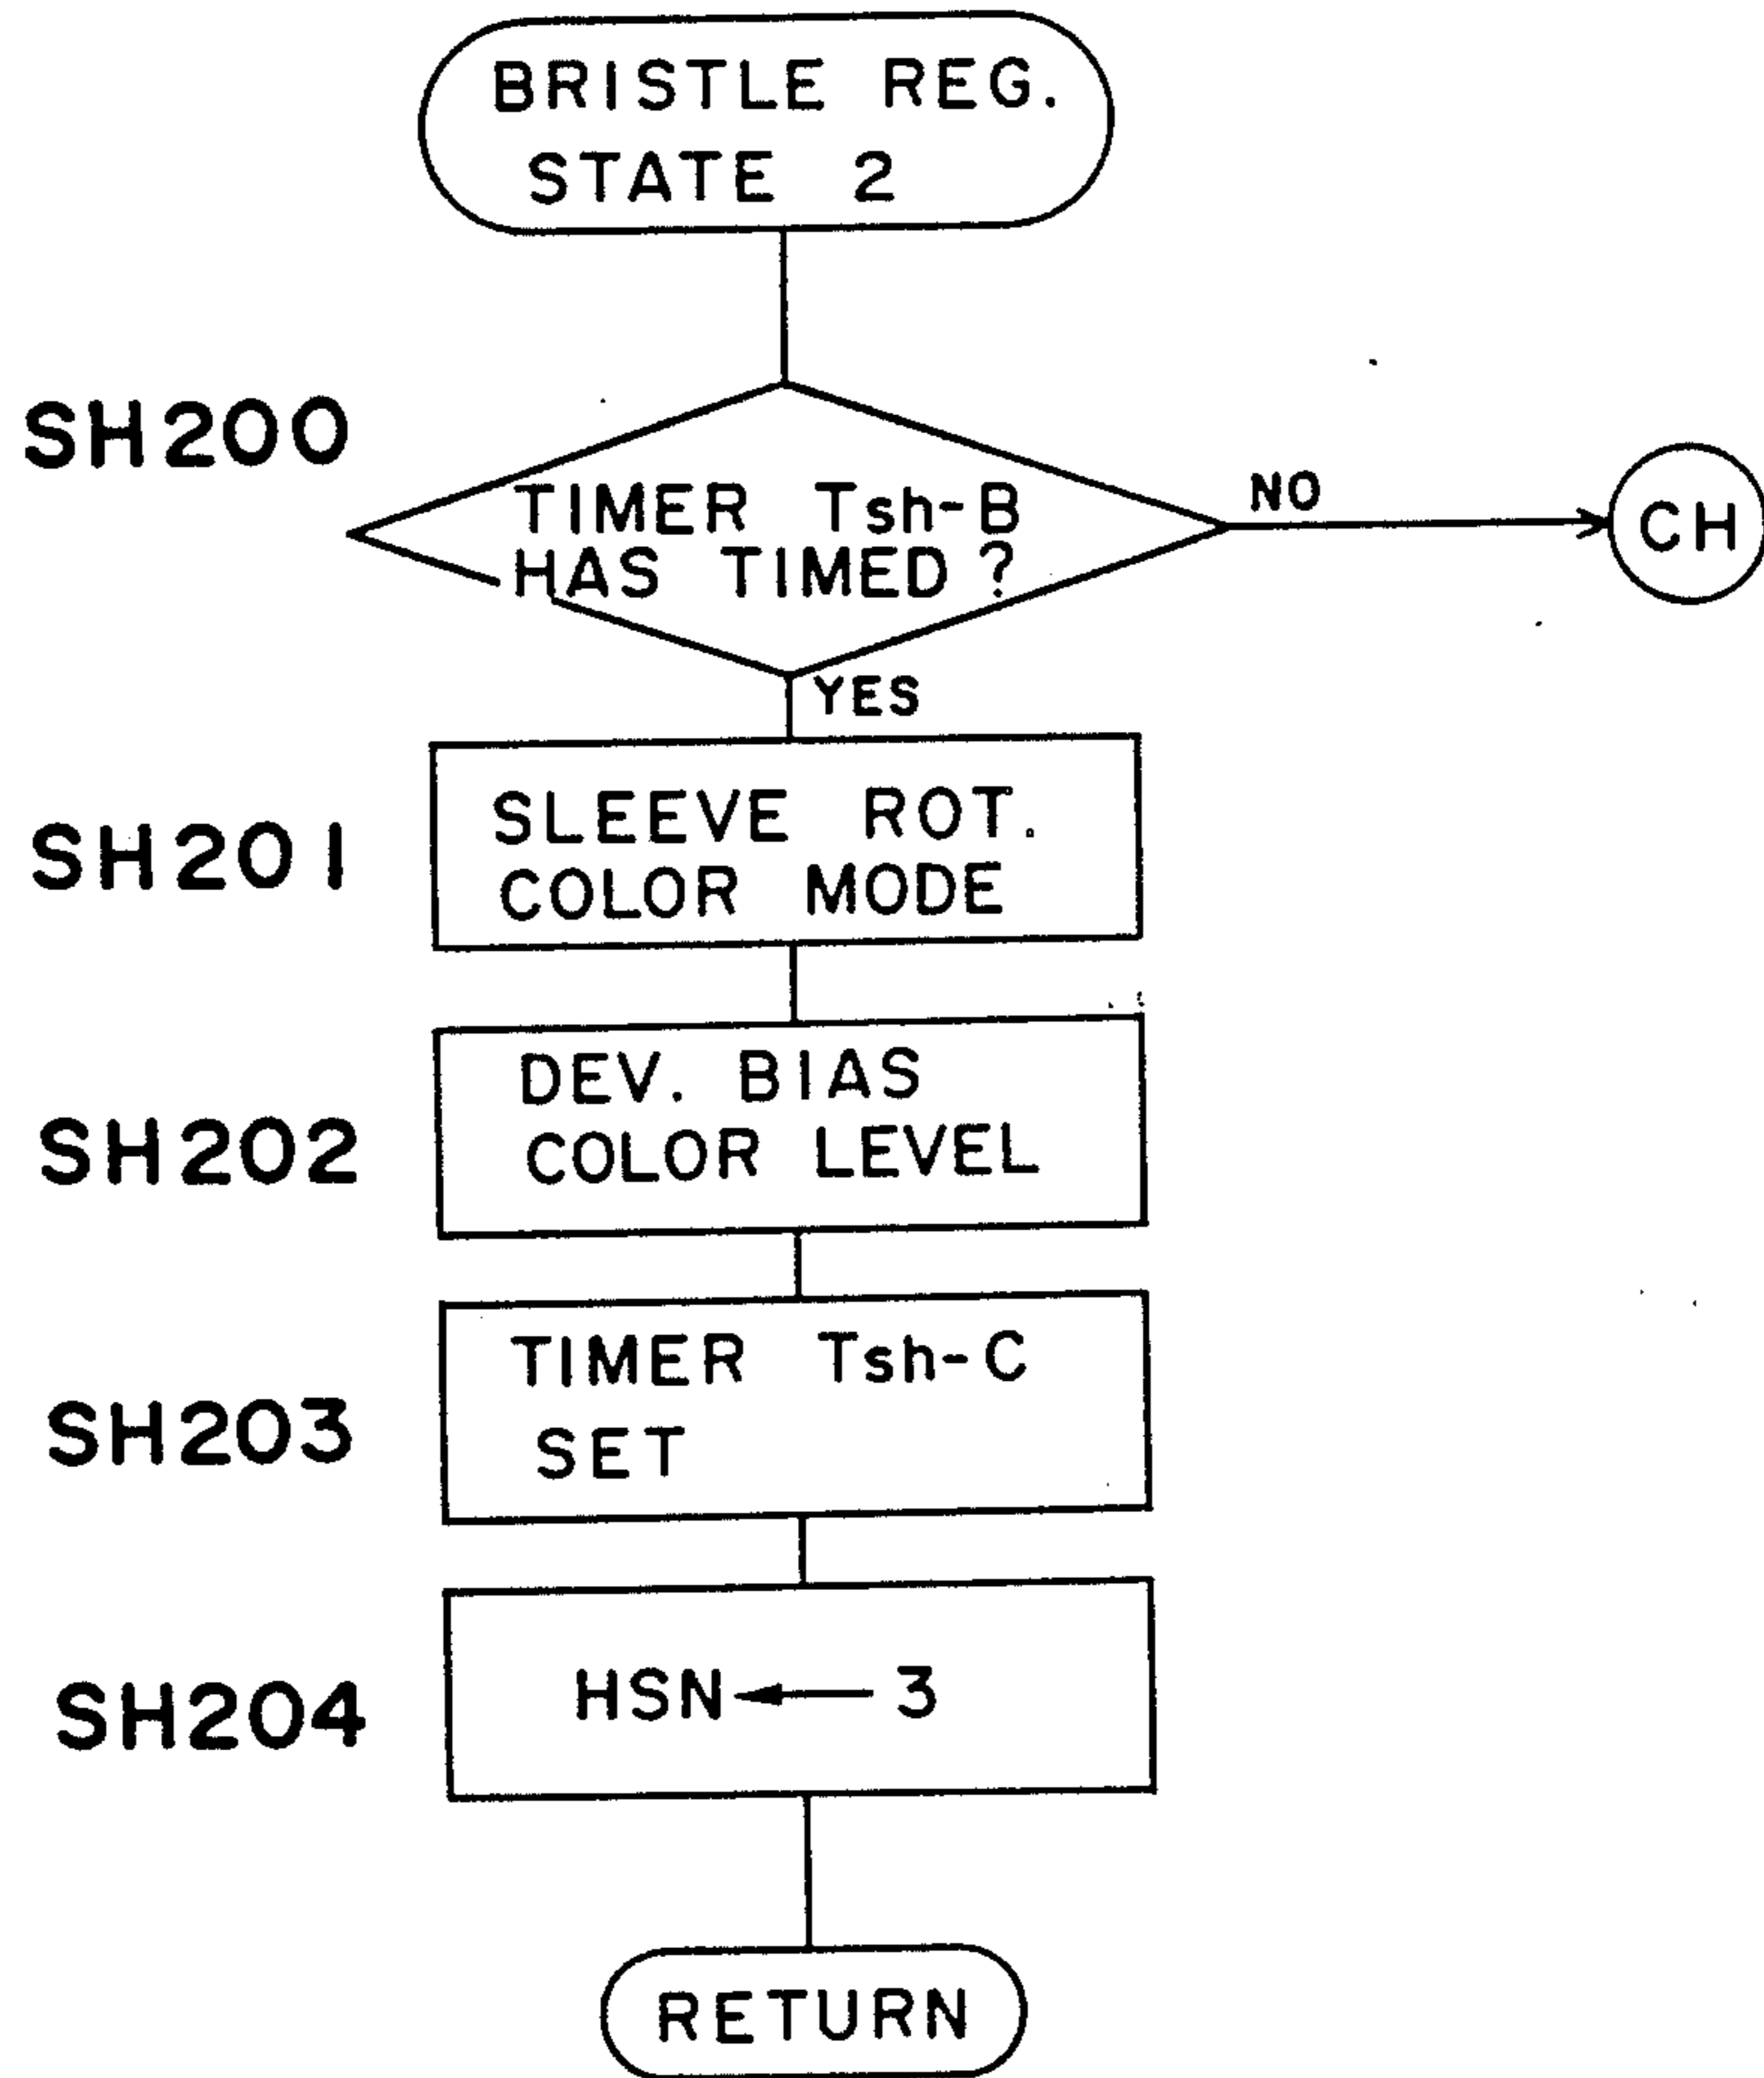 BRISTLE REG.
STATE 2
SH200
TIMER Tsh-B
HAS TIMED ?
NO
CH
YES
SH201
SLEEVE ROT.
COLOR MODE
SH202
DEV. BIAS
COLOR LEVEL
SH203
TIMER Tsh-C
SET
SH204
HSN ← 3
RETURN